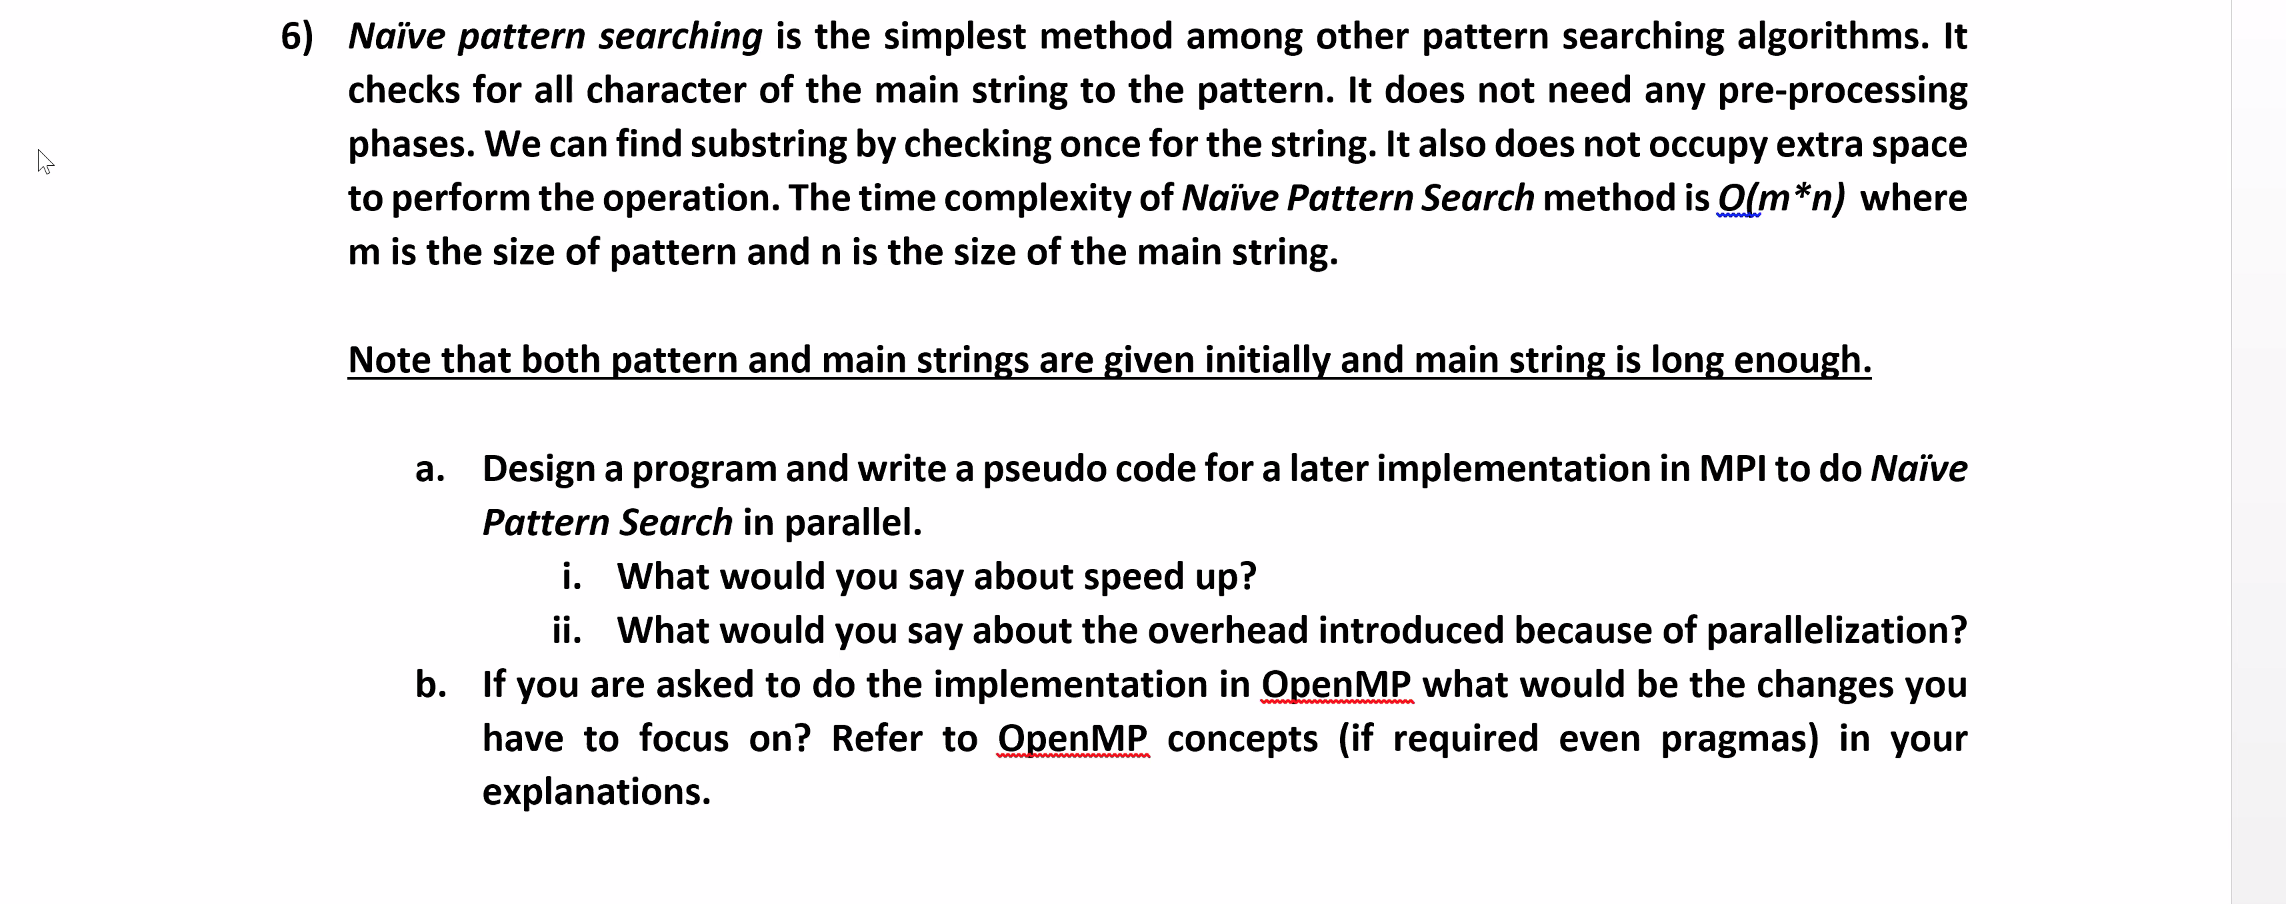 6) Naïve pattern searching is the simplest method among other pattern searching algorithms. It
checks for all character of the main string to the pattern. It does not need any pre-processing
phases. We can find substring by checking once for the string. It also does not occupy extra space
to perform the operation. The time complexity of Naïve Pattern Search method is O(m*n) where
m is the size of pattern and n is the size of the main string.
Note that both pattern and main strings are given initially and main string is long enough.
a. Design a program and write a pseudo code for a later implementation in MPI to do Naïve
Pattern Search in parallel.
i. What would you say about speed up?
ii. What would you say about the overhead introduced because of parallelization?
b. If you are asked to do the implementation in OpenMP what would be the changes you
have to focus on? Refer to OpenMP concepts (if required even pragmas) in your
explanations.